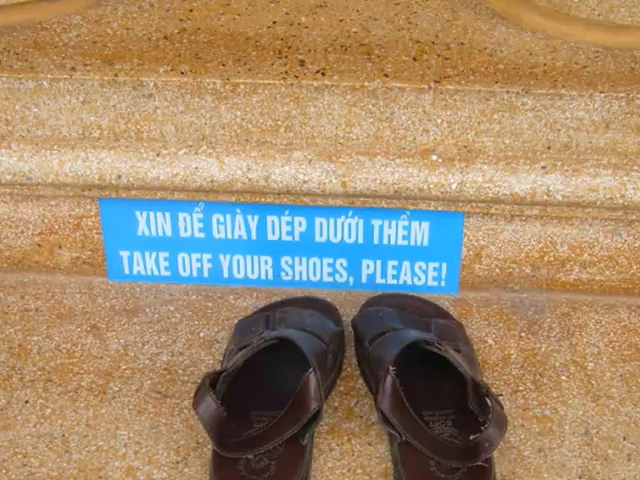 XIN ĐỂ GIÀY DÉP DƯỚI THỀM
TAKE OFF YOUR SHOES, PLEASE!